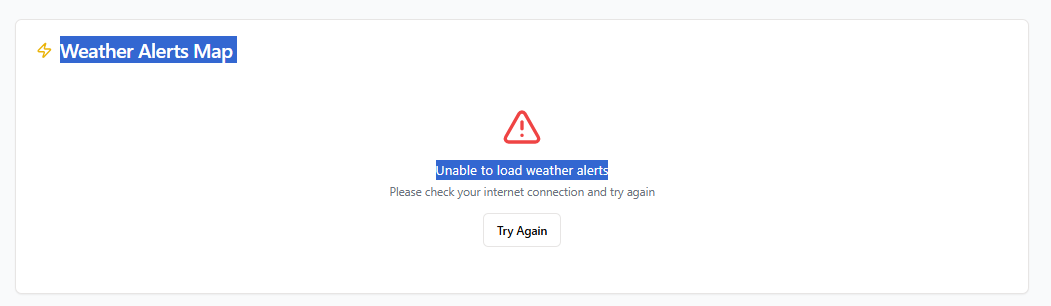 Weather Alerts Map
Unable to load weather alerts
Please check your internet connection and try again
Try Again